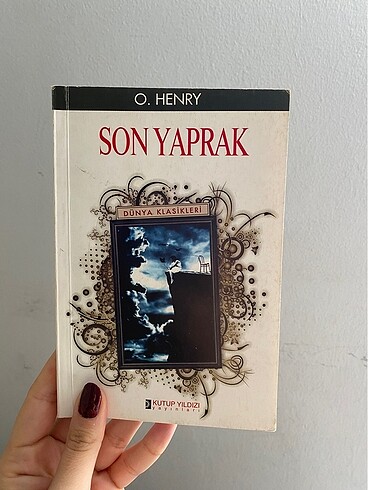 O. HENRY
SON YAPRAK
DÜNYA KLASİKLERİ
KUTUP YILDIZI
yayınları